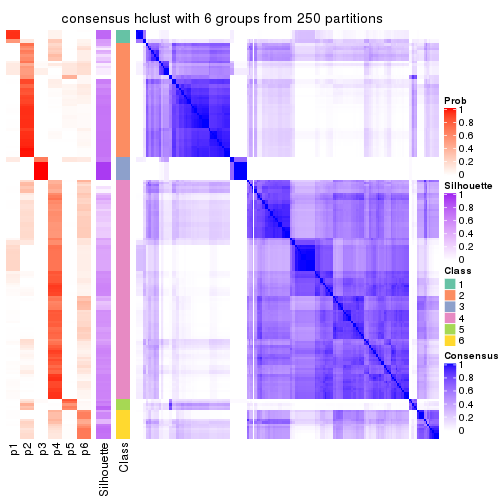 consensus hclust with 6 groups from 250 partitions
p1
p2
p3
p4
p5
p6
Silhouette
Class
Prob
1
0.8
0.6
0.4
0.2
0
Silhouette
1
0.8
0.6
0.4
0.2
0
Class
1
2
3
4
5
6
Consensus
1
0.8
0.6
0.4
0.2
0